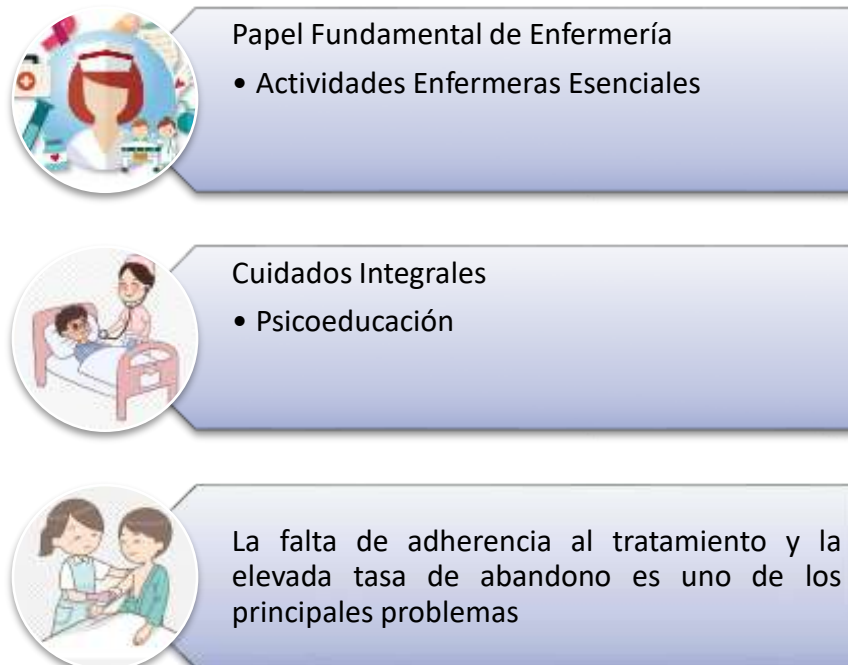 Papel Fundamental de Enfermería
• Actividades Enfermeras Esenciales
Cuidados Integrales
• Psicoeducación
La falta de adherencia al tratamiento y la
elevada tasa de abandono es uno de los
principales problemas